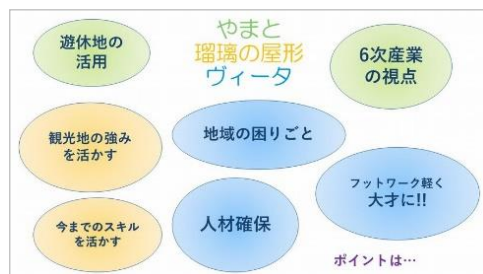 やまと
瑠璃の屋形
ヴィータ
遊休地の
活用
6次産業
の視点
観光地の強み
を活かす
地域の困りごと
フットワーク軽く
大才に!!
今までのスキル
を活かす
人材確保
ポイントは…